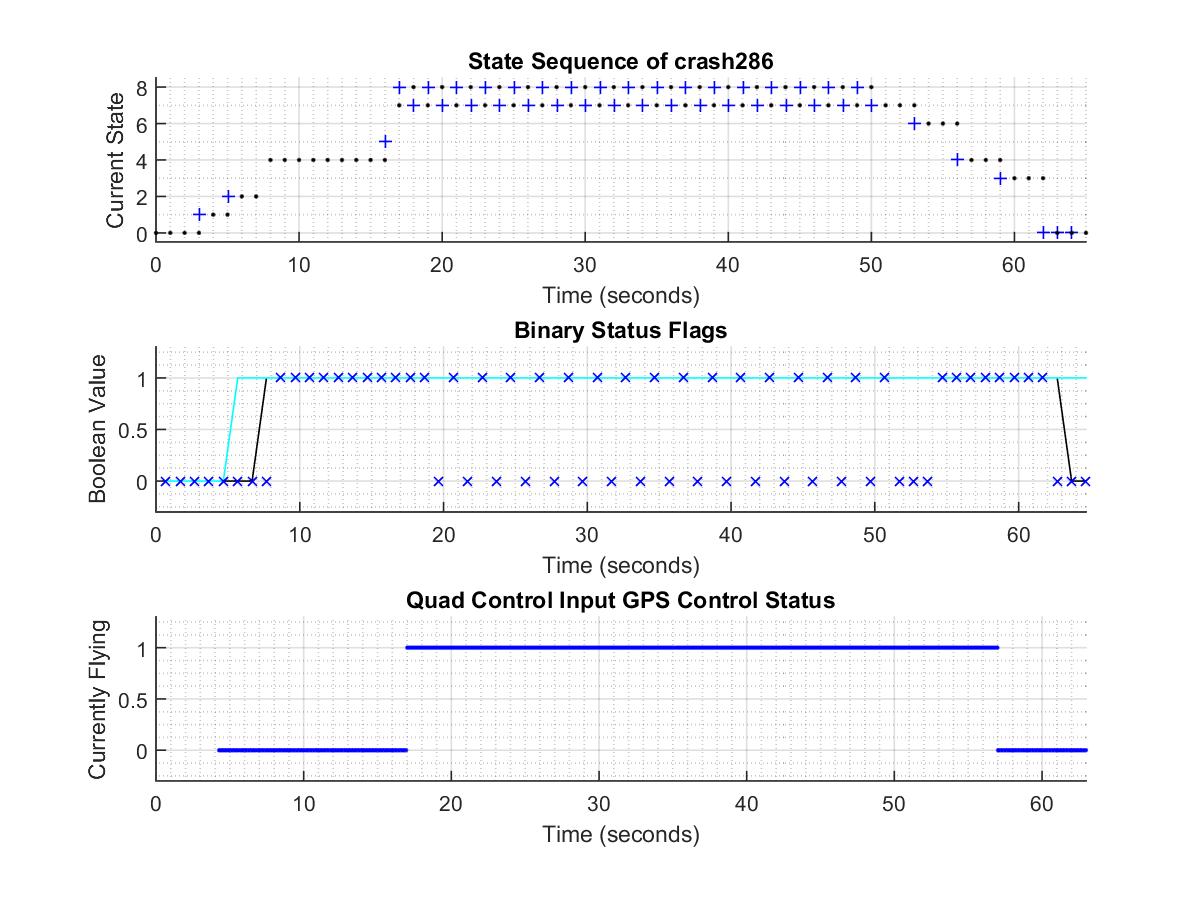 State Sequence of crash286
Current State
8
6
4
2
0
0 10 20 30 40 50 60
Time (seconds)
Binary Status Flags
Boolean Value
1
0.5
0
0 10 20 30 40 50 60
Time (seconds)
Quad Control Input GPS Control Status
Currently Flying
1
0.5
0
0 10 20 30 40 50 60
Time (seconds)